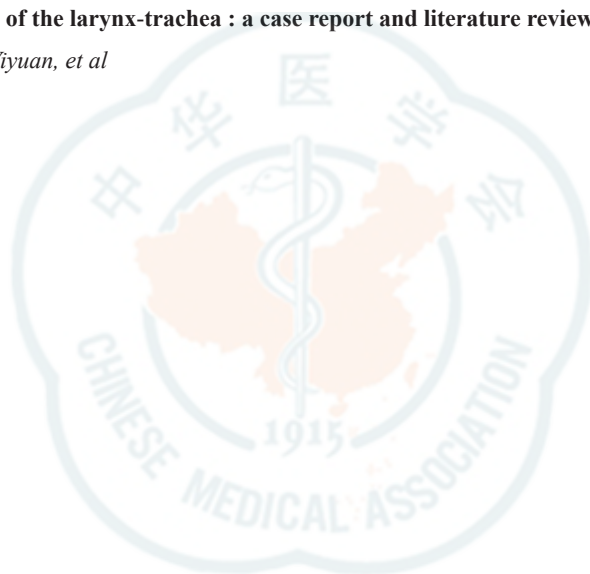 of the larynx-trachea : a case report and literature review
iyuan, et al
中华医学会
1915
CHINESE MEDICAL ASSOCIATION